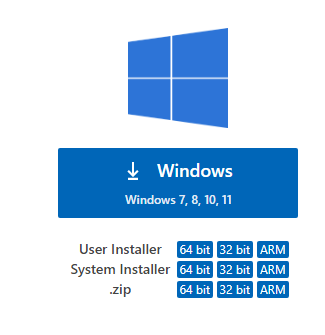 Windows
Windows 7, 8, 10, 11
User Installer 64 bit 32 bit ARM
System Installer 64 bit 32 bit ARM
.zip 64 bit 32 bit ARM